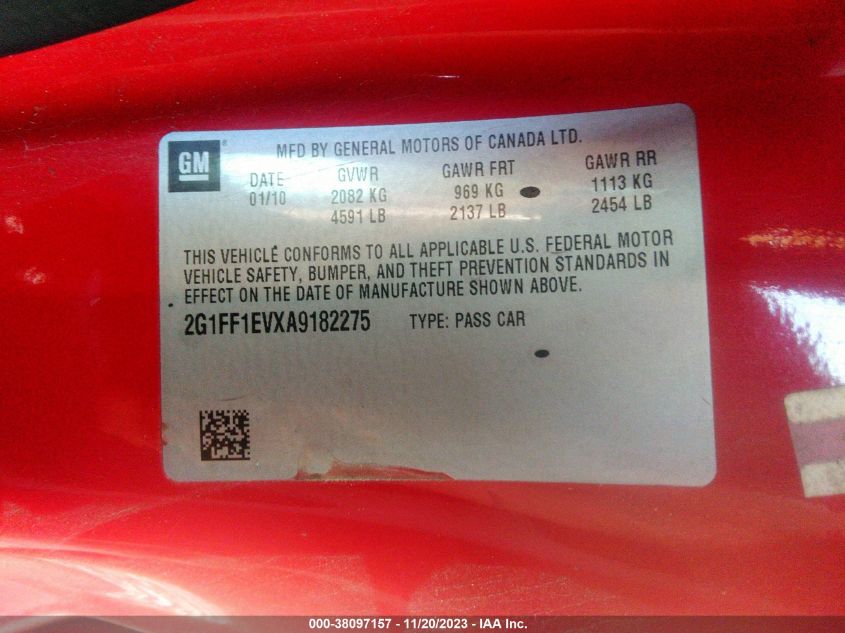 GM®
MFD BY GENERAL MOTORS OF CANADA LTD.
DATE GVWR GAWR FRT GAWR RR
01/10 2082 KG 969 KG 1113 KG
4591 LB 2137 LB 2454 LB
THIS VEHICLE CONFORMS TO ALL APPLICABLE U.S. FEDERAL MOTOR
VEHICLE SAFETY, BUMPER, AND THEFT PREVENTION STANDARDS IN
EFFECT ON THE DATE OF MANUFACTURE SHOWN ABOVE.
2G1FF1EVXA9182275 TYPE: PASS CAR
000-38097157 - 11/20/2023 - IAA Inc.